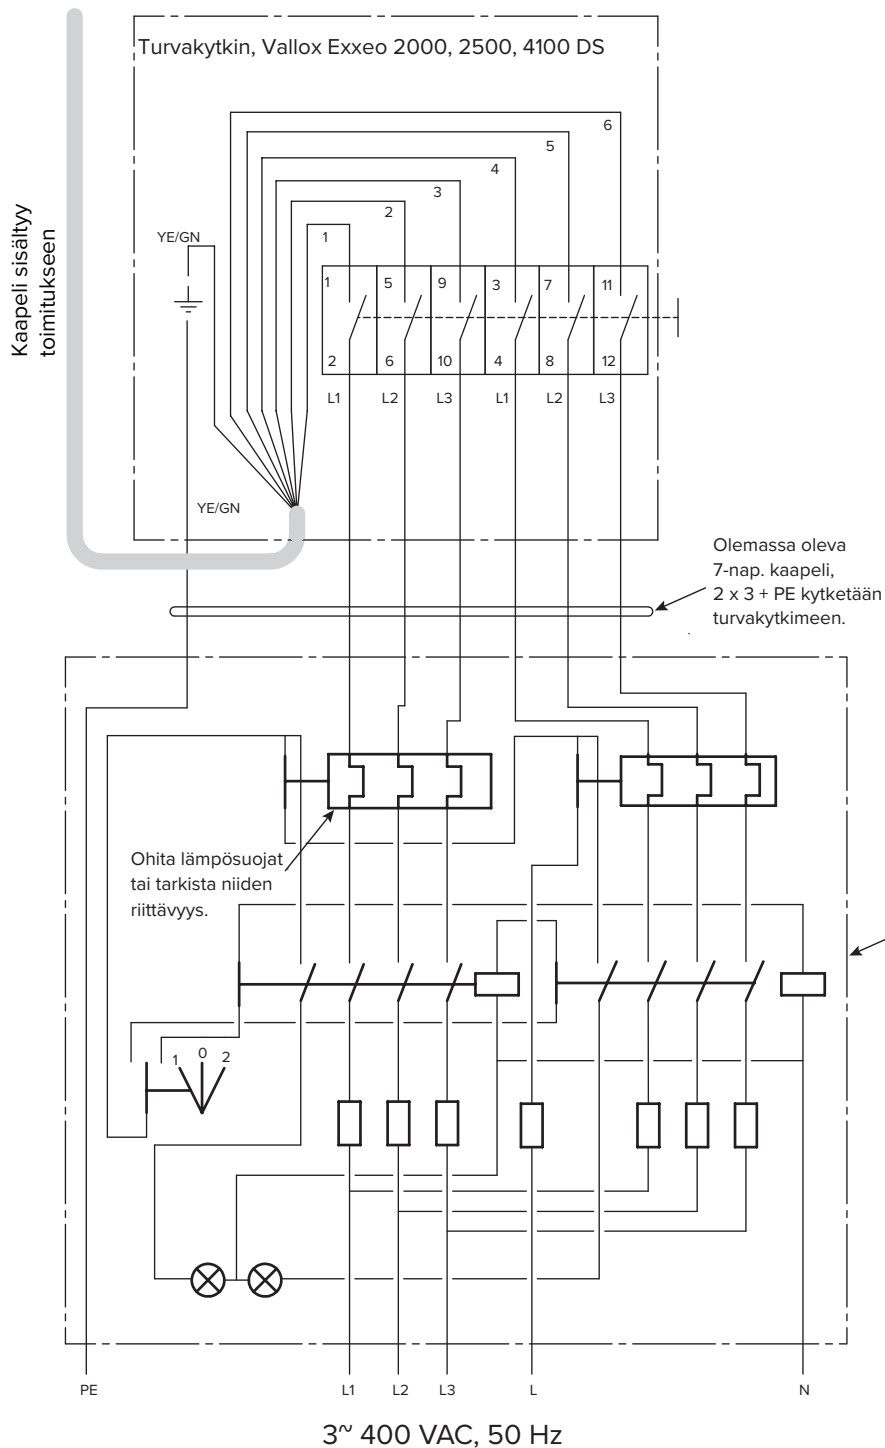 Turvakytkin, Vallox Exxeo 2000, 2500, 4100 DS
Kaapeli sisältyy
toimitukseen
6
5
4
3
2
1
YE/GN
1 5 9 3 7 11
2 6 10 4 8 12
L1 L2 L3 L1 L2 L3
YE/GN
Olemassa oleva
7-nap. kaapeli,
2 x 3 + PE kytketään
turvakytkimeen.
Ohita lämpösuojat
tai tarkista niiden
riittävyys.
1 0 2
PE L1 L2 L3 L N
3~ 400 VAC, 50 Hz